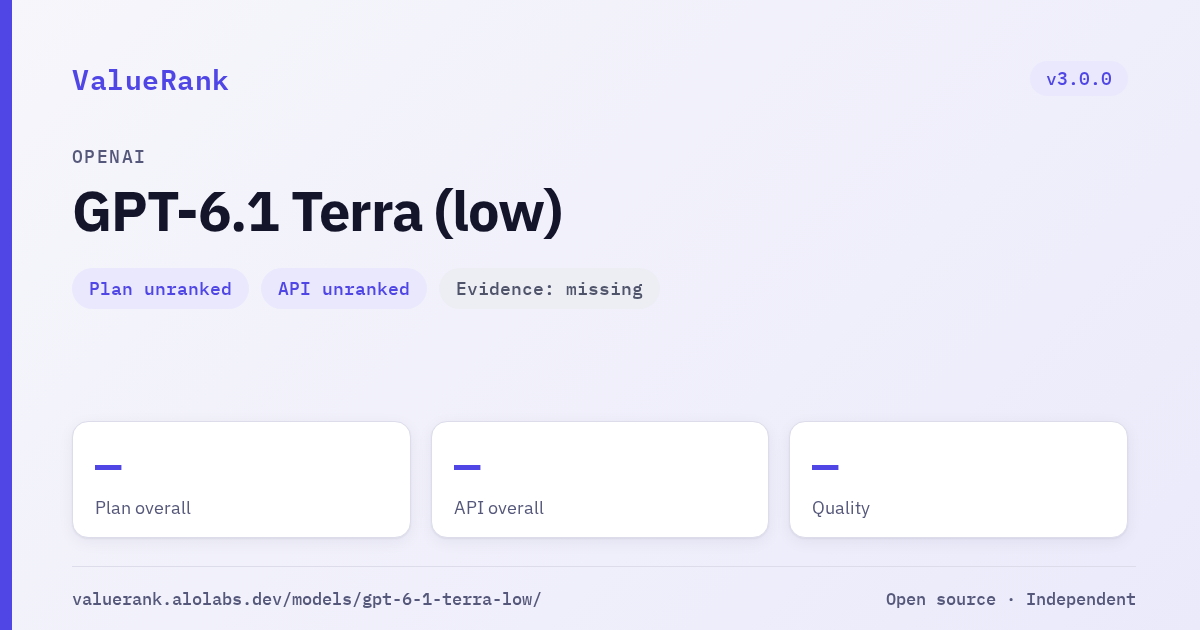 ValueRank
v3.0.0
OPENAI
GPT-6.1 Terra (low)
Plan unranked
API unranked
Evidence: missing
—
Plan overall
—
API overall
—
Quality
valuerank.alolabs.dev/models/gpt-6-1-terra-low/
Open source · Independent